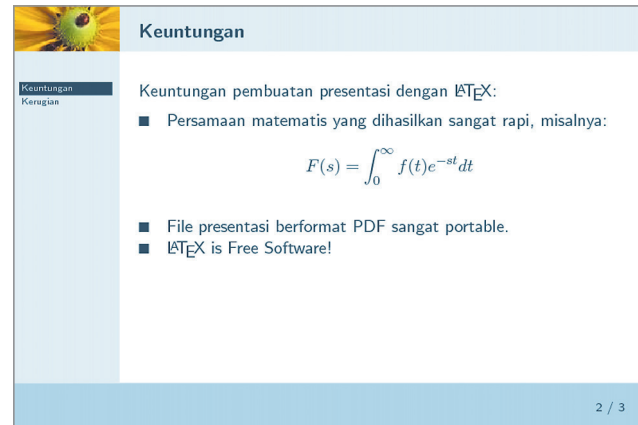 Keuntungan
Keuntungan
Kerugian
Keuntungan pembuatan presentasi dengan LATEX:
■ Persamaan matematis yang dihasilkan sangat rapi, misalnya:
F(s) = ∫₀^∞ f(t)e^{−st}dt
■ File presentasi berformat PDF sangat portable.
■ LATEX is Free Software!
2 / 3